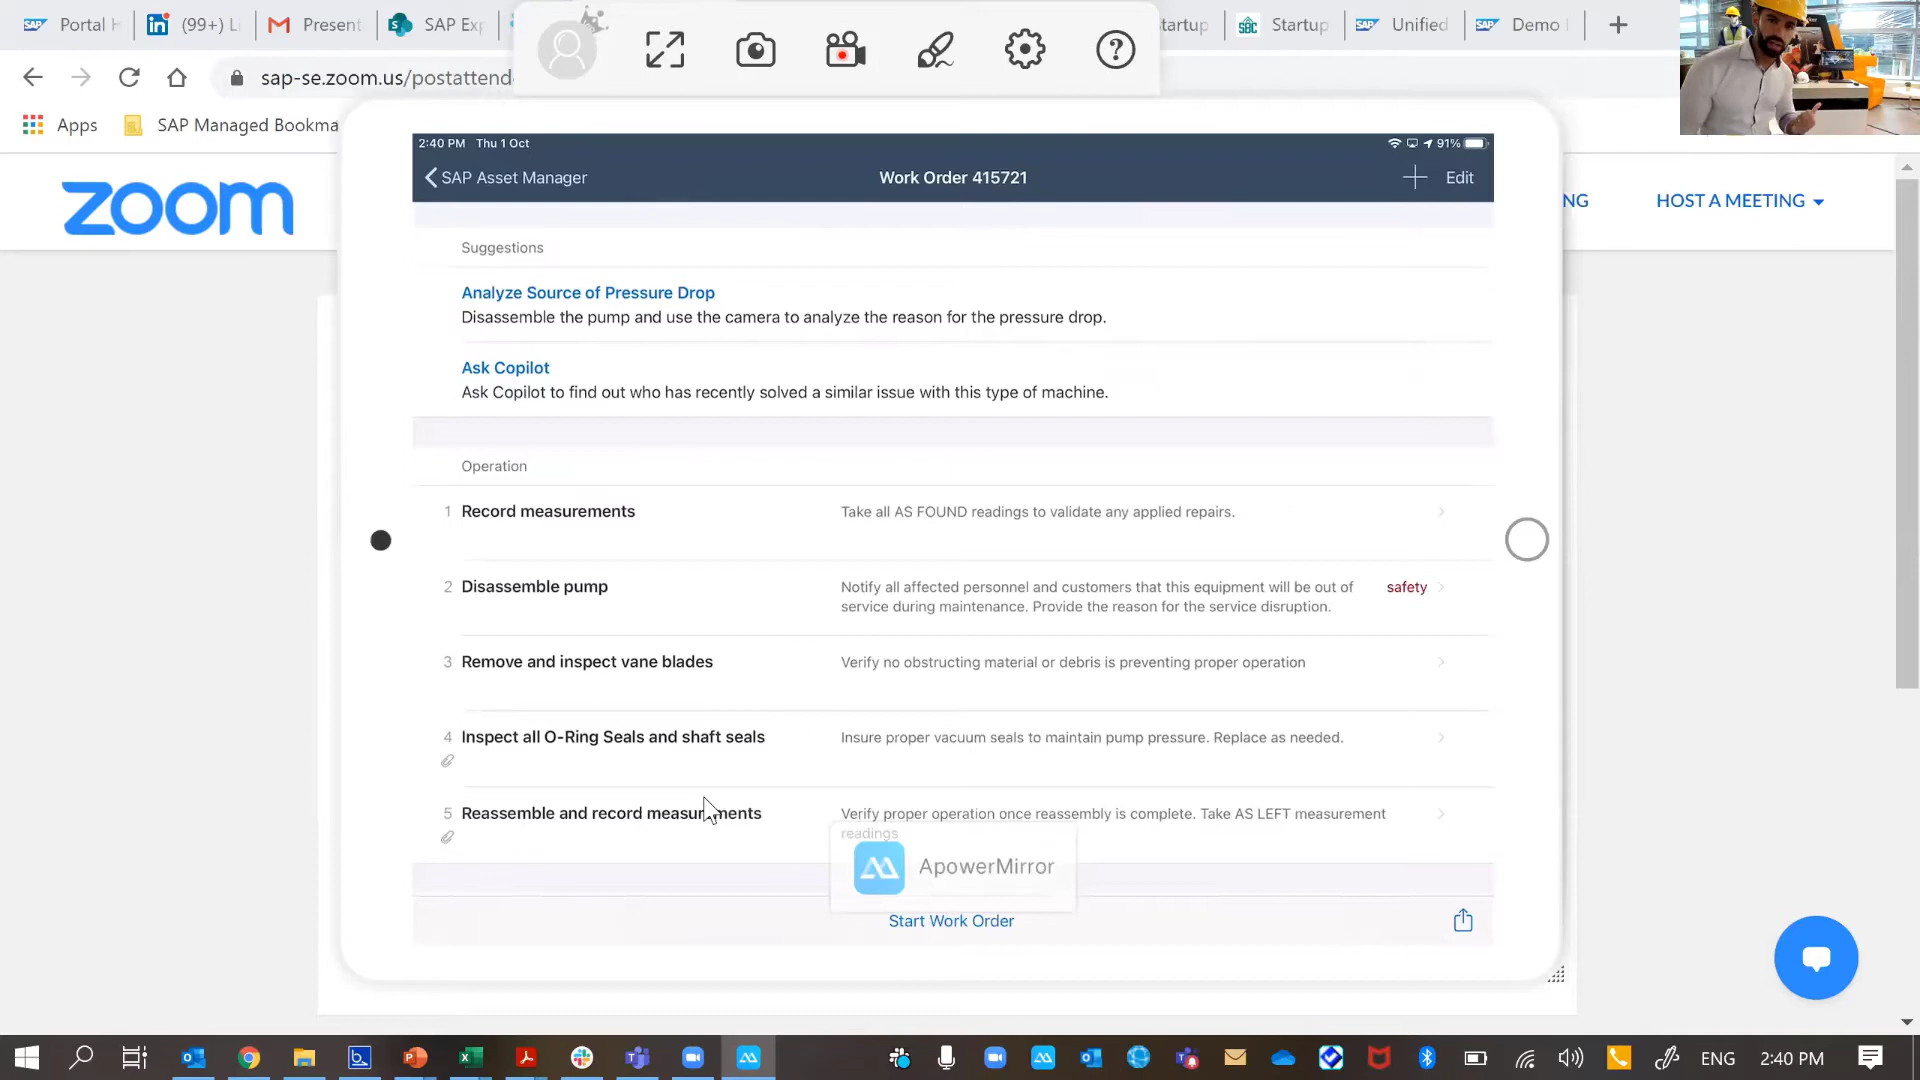 Portal H
(99+) Li
Present
SAP Exp
tartup
Startup
Unified
Demo
sap-se.zoom.us/postattend
Apps
SAP Managed Bookma
zoom
NG
HOST A MEETING
2:40 PM Thu 1 Oct
91%
SAP Asset Manager
Work Order 415721
Edit
Suggestions
Analyze Source of Pressure Drop
Disassemble the pump and use the camera to analyze the reason for the pressure drop.
Ask Copilot
Ask Copilot to find out who has recently solved a similar issue with this type of machine.
Operation
1 Record measurements
Take all AS FOUND readings to validate any applied repairs.
2 Disassemble pump
Notify all affected personnel and customers that this equipment will be out of
service during maintenance. Provide the reason for the service disruption.
safety
3 Remove and inspect vane blades
Verify no obstructing material or debris is preventing proper operation
4 Inspect all O-Ring Seals and shaft seals
Insure proper vacuum seals to maintain pump pressure. Replace as needed.
5 Reassemble and record measurements
Verify proper operation once reassembly is complete. Take AS LEFT measurement
readings
ApowerMirror
Start Work Order
ENG
2:40 PM